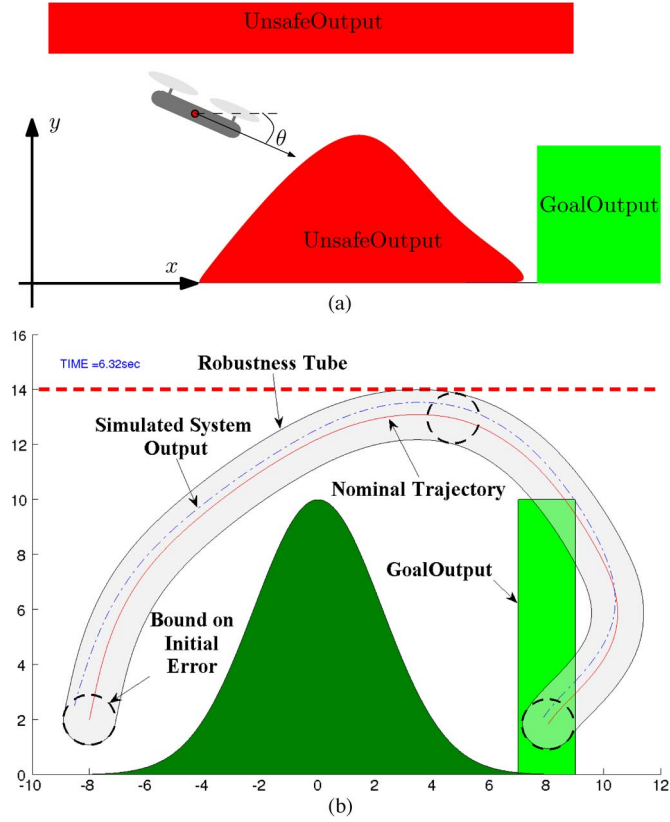 UnsafeOutput
y
θ
GoalOutput
UnsafeOutput
x
(a)
16
TIME =6.32sec
Robustness Tube
14
Simulated System
Output
12
Nominal Trajectory
10
GoalOutput
8
Bound on
Initial
Error
6
4
2
0
-10 -8 -6 -4 -2 0 2 4 6 8 10 12
(b)